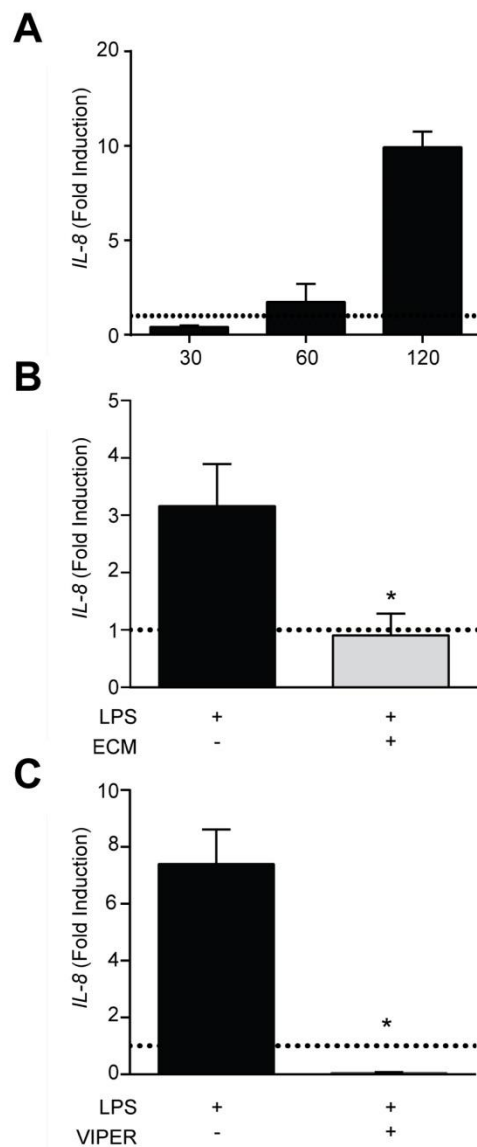 A
IL-8 (Fold Induction)
20
10
5
0
30 60 120
B
IL-8 (Fold Induction)
5
4
3
2
1
0
*
LPS + +
ECM - +
C
IL-8 (Fold Induction)
10
8
6
4
2
0
*
LPS + +
VIPER - +